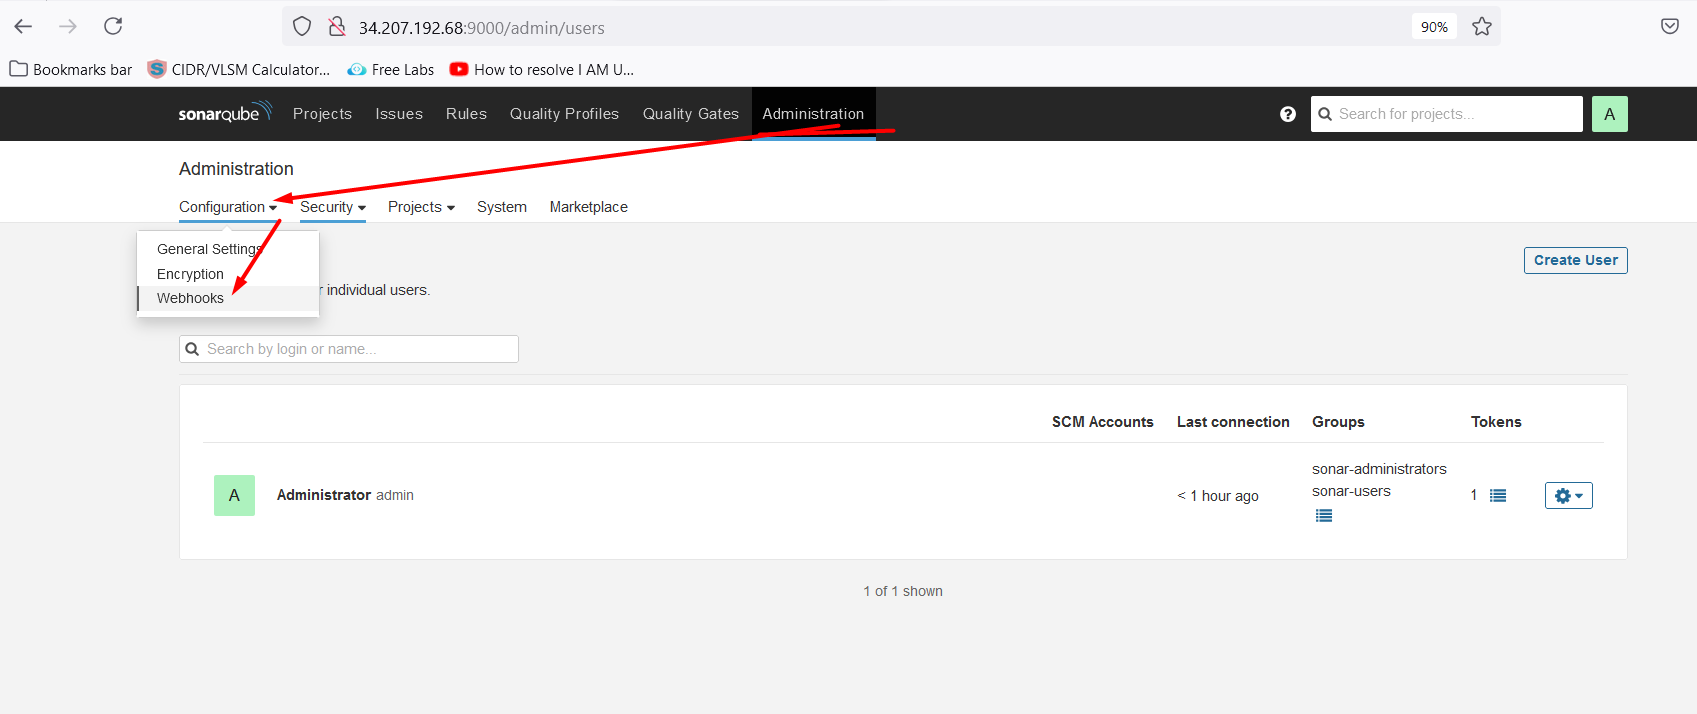 34.207.192.68:9000/admin/users
90%
Bookmarks bar
CIDR/VLSM Calculator...
Free Labs
How to resolve I AM U...
sonarqube
Projects
Issues
Rules
Quality Profiles
Quality Gates
Administration
?
Search for projects...
A
Administration
Configuration
Security
Projects
System
Marketplace
General Settings
Encryption
Webhooks
r individual users.
Create User
Search by login or name...
SCM Accounts
Last connection
Groups
Tokens
A
Administrator admin
< 1 hour ago
sonar-administrators
sonar-users
1
1 of 1 shown